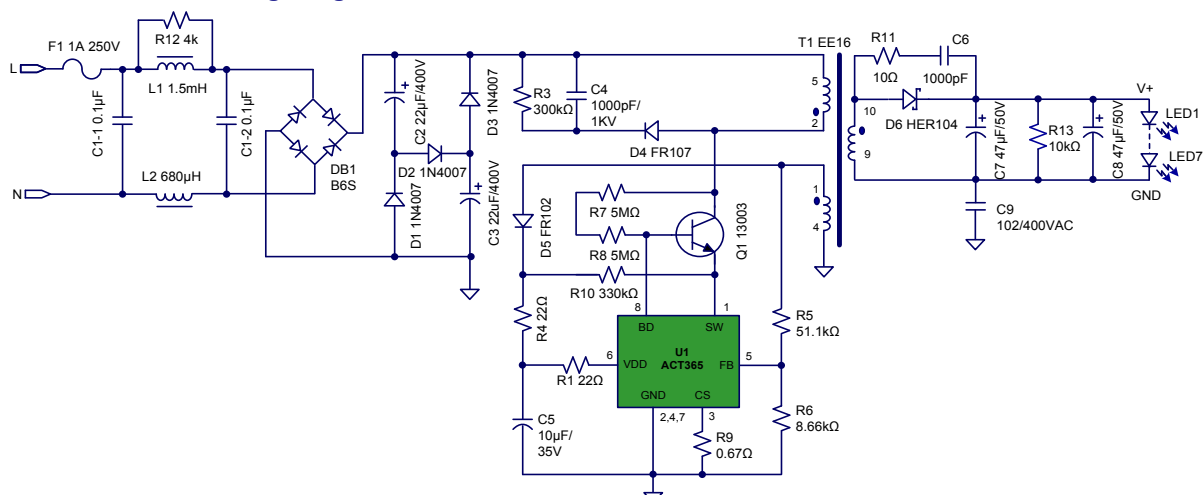 F1 1A 250V
L
R12 4k
L1 1.5mH
C1-1 0.1µF
C1-2 0.1µF
N
L2 680µH
DB1
B6S
C2 22µF/400V
D3 1N4007
D2 1N4007
D1 1N4007
C3 22uF/400V
R3
300kΩ
C4
1000pF/
1KV
D4 FR107
T1 EE16
5
2
1
4
10
9
R11
10Ω
C6
1000pF
D6 HER104
C7 47µF/50V
R13
10kΩ
C8 47µF/50V
V+
LED1
LED7
GND
C9
102/400VAC
D5 FR102
R7 5MΩ
R8 5MΩ
Q1 13003
R10 330kΩ
R4 22Ω
R1 22Ω
C5
10µF/
35V
8
1
BD
SW
U1
ACT365
6
VDD
FB
5
GND
CS
2,4,7
3
R9
0.67Ω
R5
51.1kΩ
R6
8.66kΩ